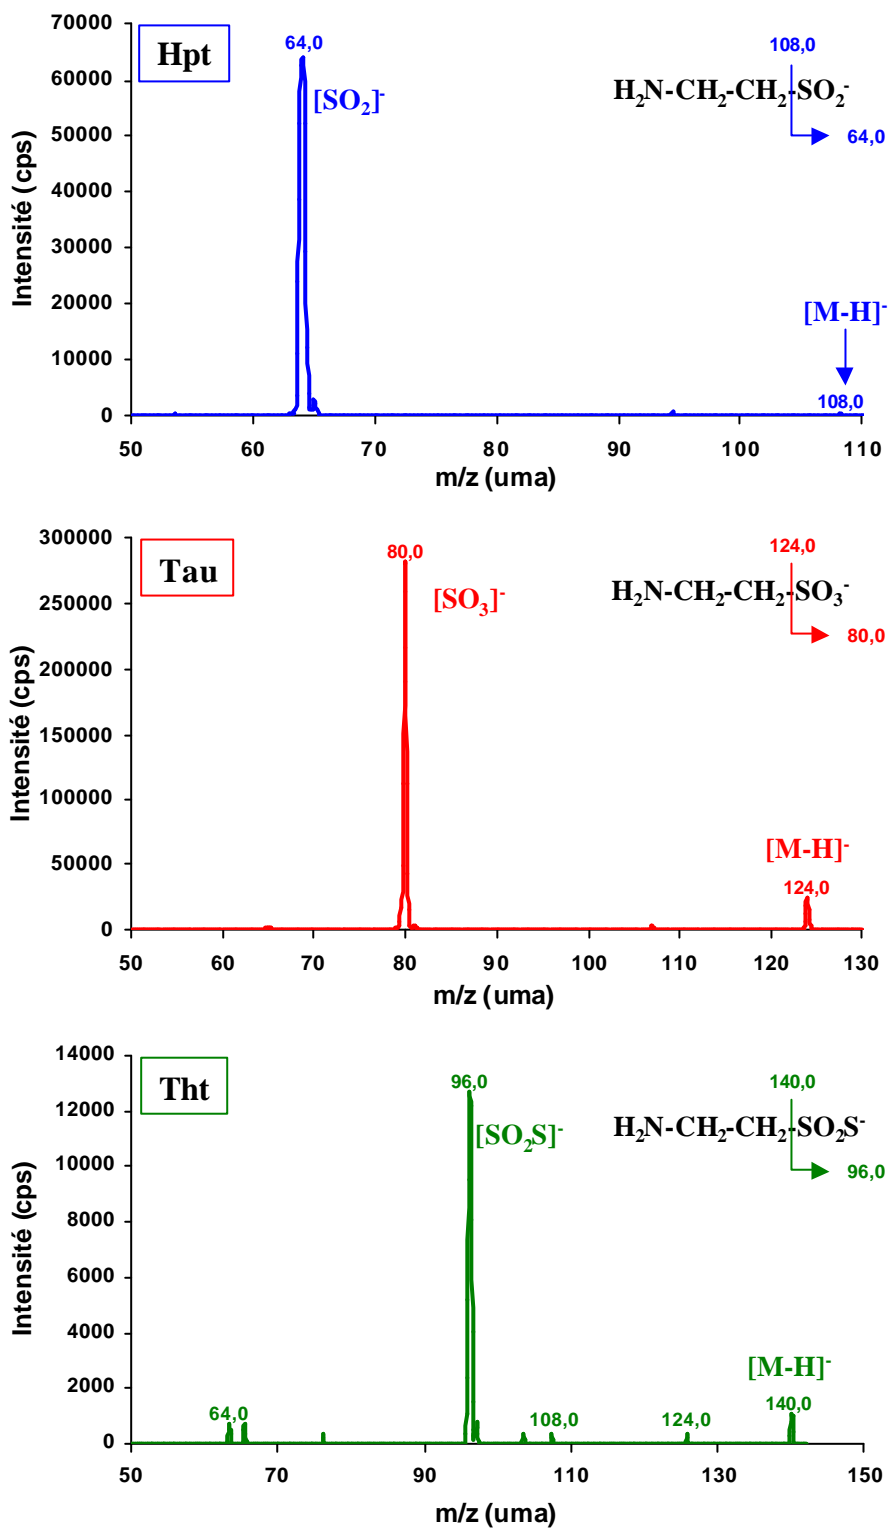 Hpt
70000
60000
50000
40000
30000
20000
10000
0
Intensité (cps)
64,0
[SO₂]⁻
108,0
H₂N-CH₂-CH₂-SO₂⁻
64,0
[M-H]⁻
108,0
50 60 70 80 90 100 110
m/z (uma)
Tau
300000
250000
200000
150000
100000
50000
0
Intensité (cps)
80,0
[SO₃]⁻
124,0
H₂N-CH₂-CH₂-SO₃⁻
80,0
[M-H]⁻
124,0
50 60 70 80 90 100 110 120 130
m/z (uma)
Tht
14000
12000
10000
8000
6000
4000
2000
0
Intensité (cps)
96,0
[SO₂S]⁻
140,0
H₂N-CH₂-CH₂-SO₂S⁻
96,0
[M-H]⁻
64,0
108,0
124,0
140,0
50 70 90 110 130 150
m/z (uma)